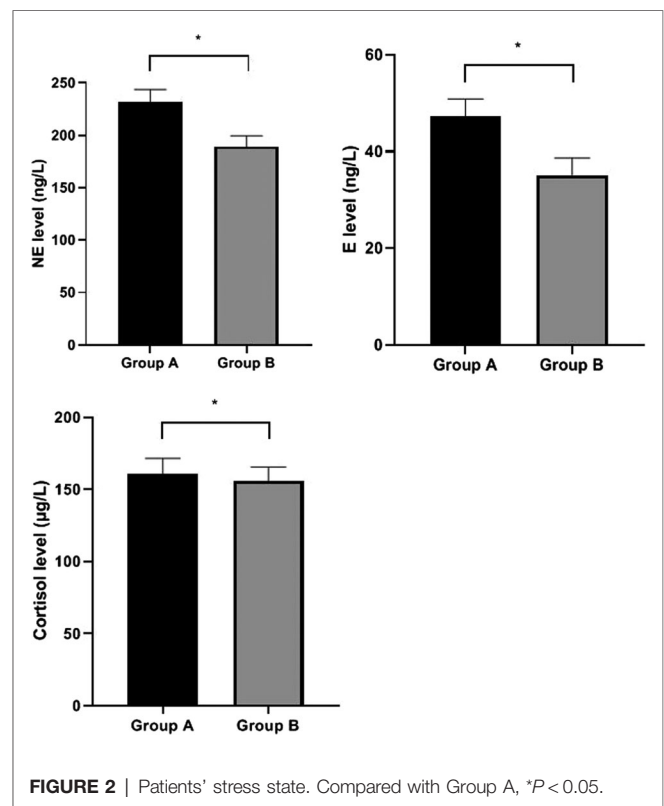 *
250
200
150
100
50
0
NE level (ng/L)
Group A
Group B
*
60
40
20
0
E level (ng/L)
Group A
Group B
*
200
150
100
50
0
Cortisol level (µg/L)
Group A
Group B
FIGURE 2 | Patients’ stress state. Compared with Group A, *P < 0.05.